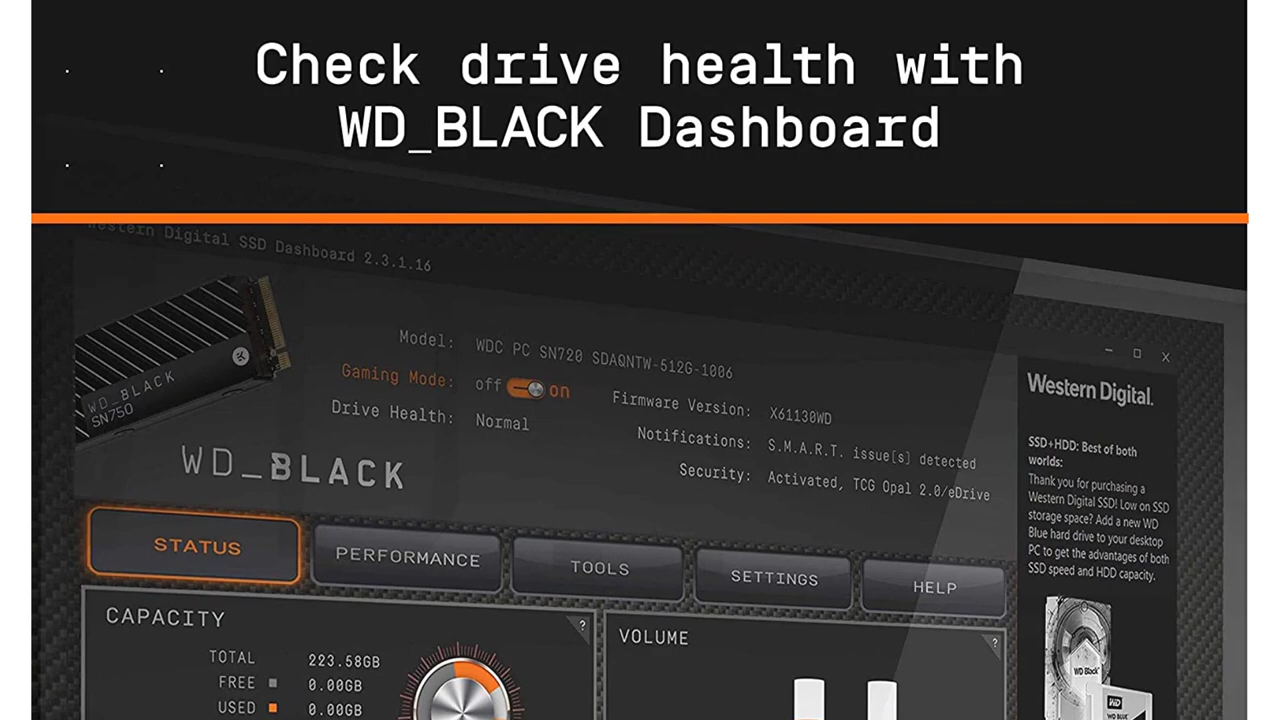 Check drive health with
WD_BLACK Dashboard
Western Digital SSD Dashboard 2.3.1.16
WD_BLACK
SN750
WD_BLACK
Model: WDC PC SN720 SDAQNTW-512G-1006
Gaming Mode: off on
Drive Health: Normal
Firmware Version: X61130WD
Notifications: S.M.A.R.T. issue[s] detected
Security: Activated, TCG Opal 2.0/eDrive
STATUS
PERFORMANCE
TOOLS
SETTINGS
HELP
CAPACITY
?
TOTAL 223.58GB
FREE 0.00GB
USED 0.00GB
VOLUME
?
Western Digital.
SSD+HDD: Best of both
worlds:
Thank you for purchasing a
Western Digital SSD! Low on SSD
storage space? Add a new WD
Blue hard drive to your desktop
PC to get the advantages of both
SSD speed and HDD capacity.
WD Black
WD
WD BLUE